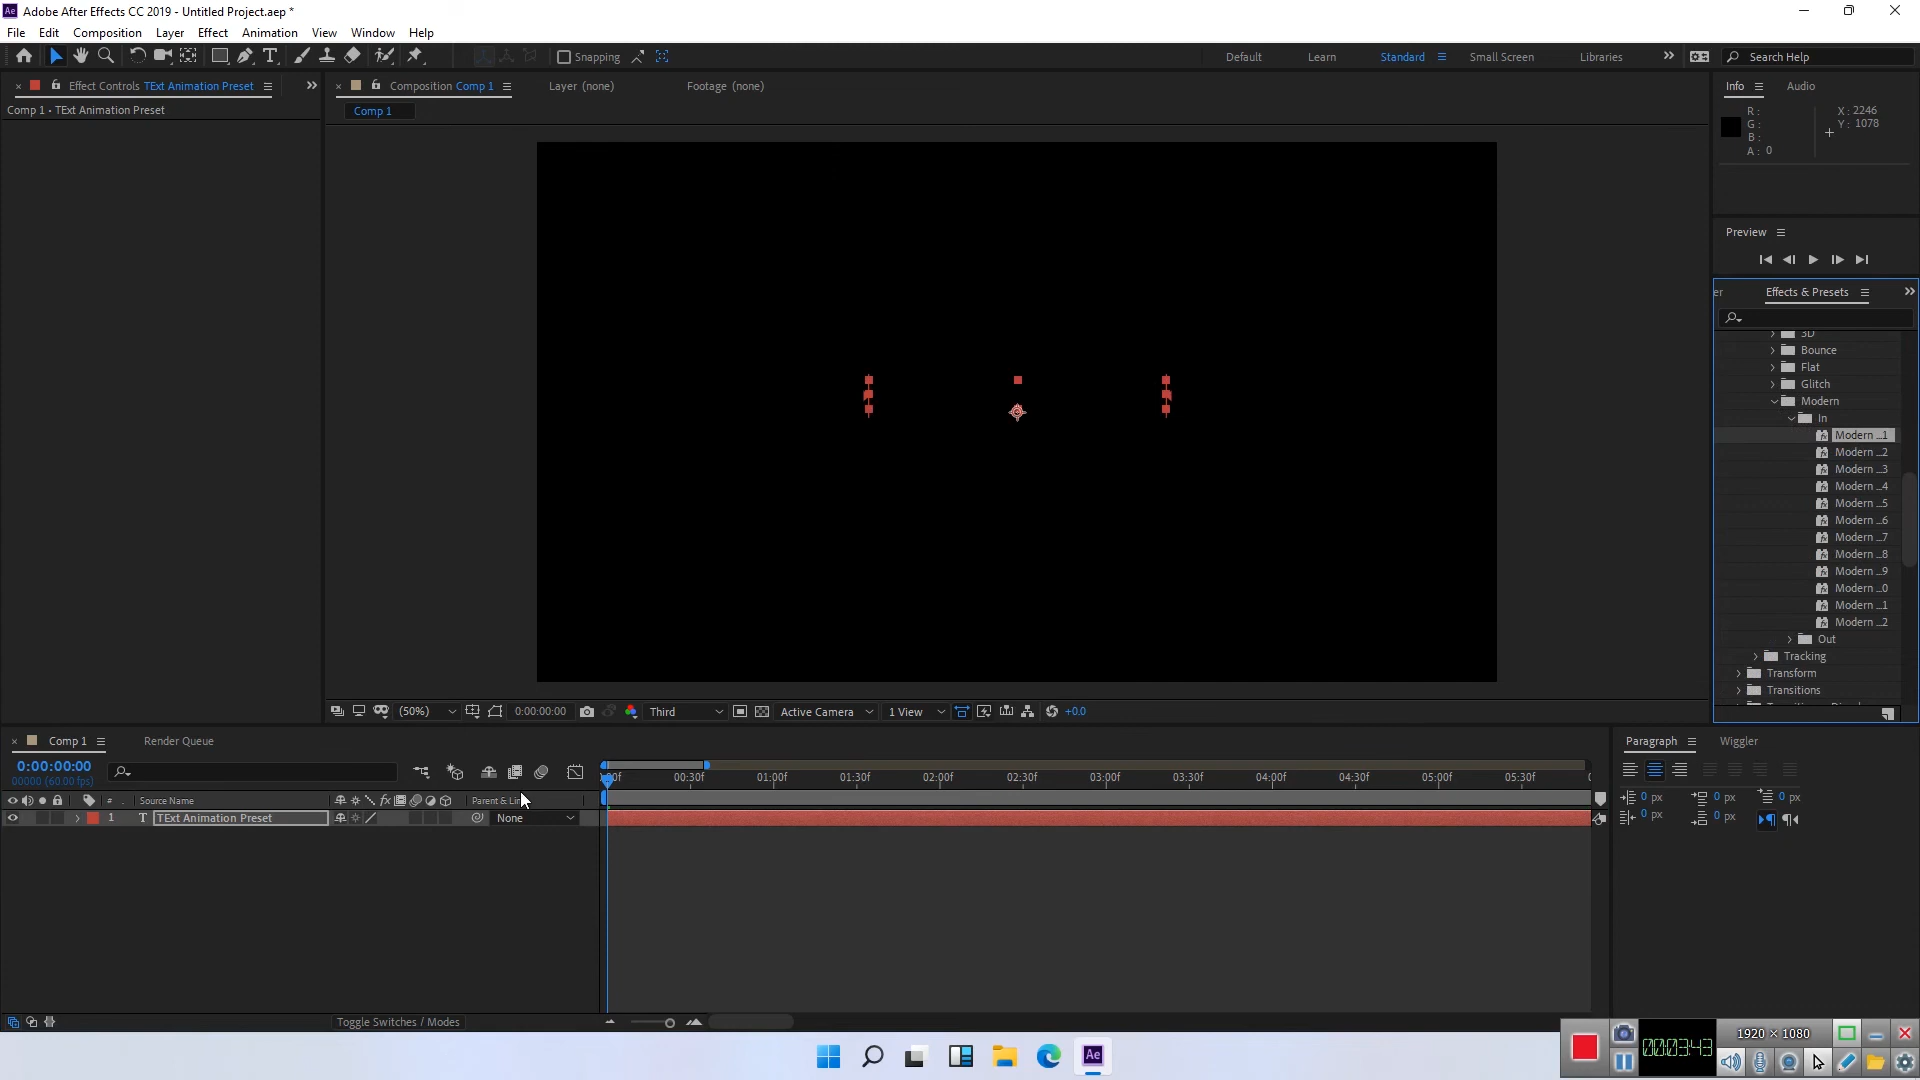 Adobe After Effects CC 2019 - Untitled Project.aep *
File Edit Composition Layer Effect Animation View Window Help
Snapping Default Learn Standard Small Screen Libraries Search Help
Effect Controls TExt Animation Preset Composition Comp 1 Layer (none) Footage (none) Info Audio
Comp 1 • TExt Animation Preset Comp 1
R: X: 2246
G: Y: 1078
B:
A: 0
Preview
er Effects & Presets
3D
Bounce
Flat
Glitch
Modern
In
Modern ...1
Modern ...2
Modern ...3
Modern ...4
Modern ...5
Modern ...6
Modern ...7
Modern ...8
Modern ...9
Modern ...0
Modern ...1
Modern ...2
Out
Tracking
Transform
Transitions
(50%) 0:00:00:00 Third Active Camera 1 View +0.0
Comp 1 Render Queue Paragraph Wiggler
0:00:00:00
00000 (60.00 fps)
00f 00:30f 01:00f 01:30f 02:00f 02:30f 03:00f 03:30f 04:00f 04:30f 05:00f 05:30f
# Source Name fx Parent & Lin 0 px 0 px 0 px
1 T TExt Animation Preset None 0 px 0 px
Toggle Switches / Modes
Ae
1920 × 1080
00:03:43